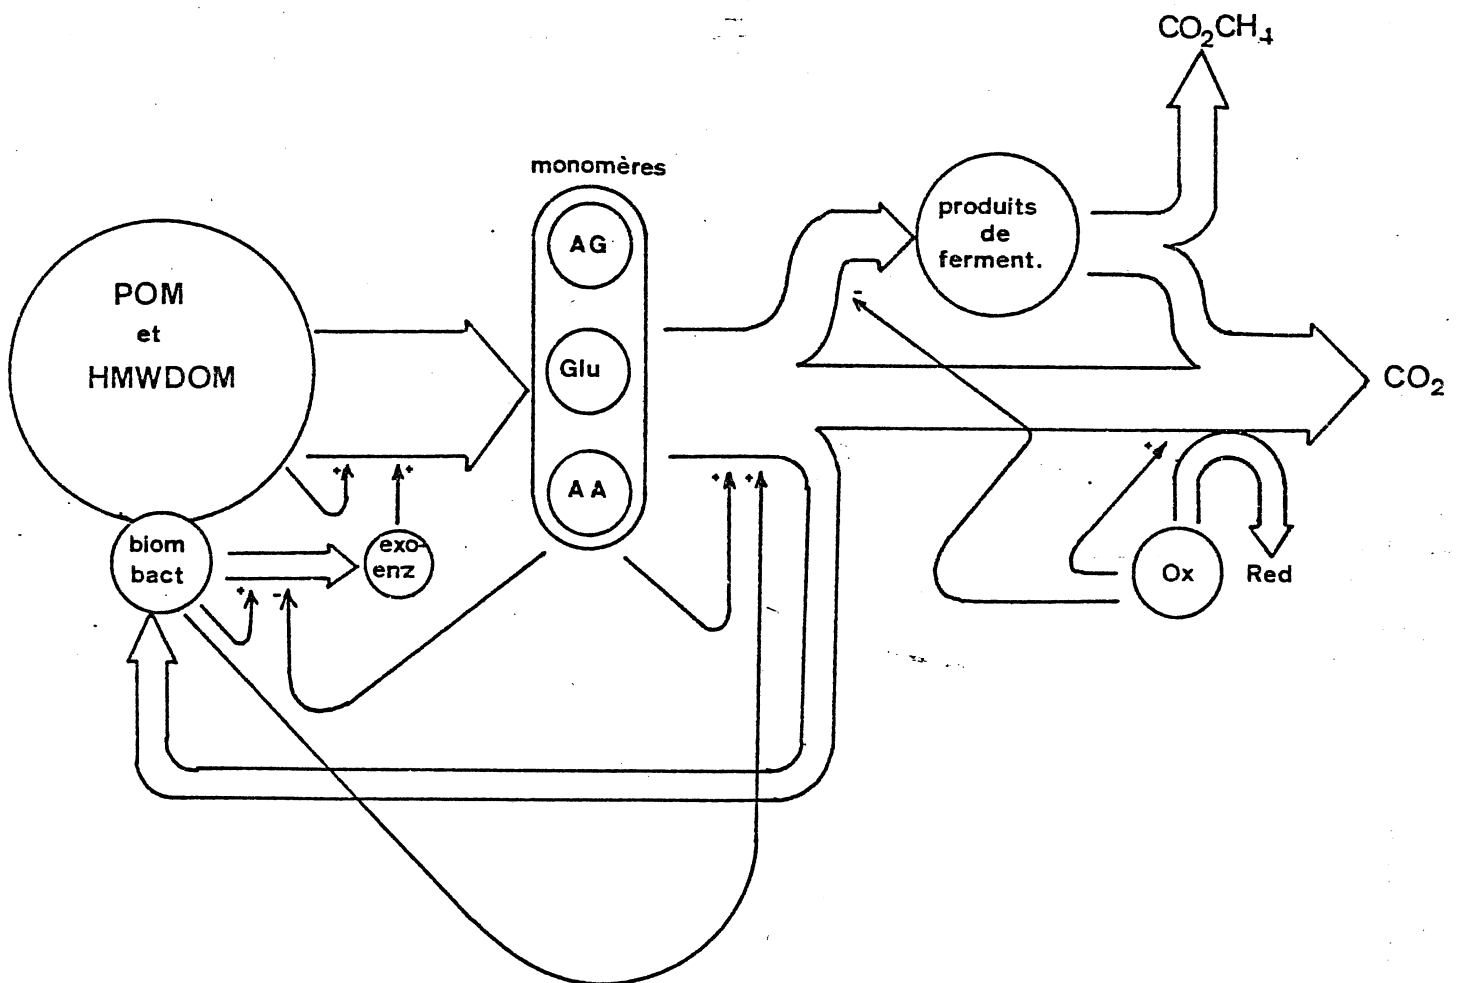 CO₂CH₄
monomères
AG
produits
de
ferment.
POM
et
HMWDOM
Glu
CO₂
AA
+
+
+
+
-
+
biom
bact
exo-
enz
+
-
Ox
Red